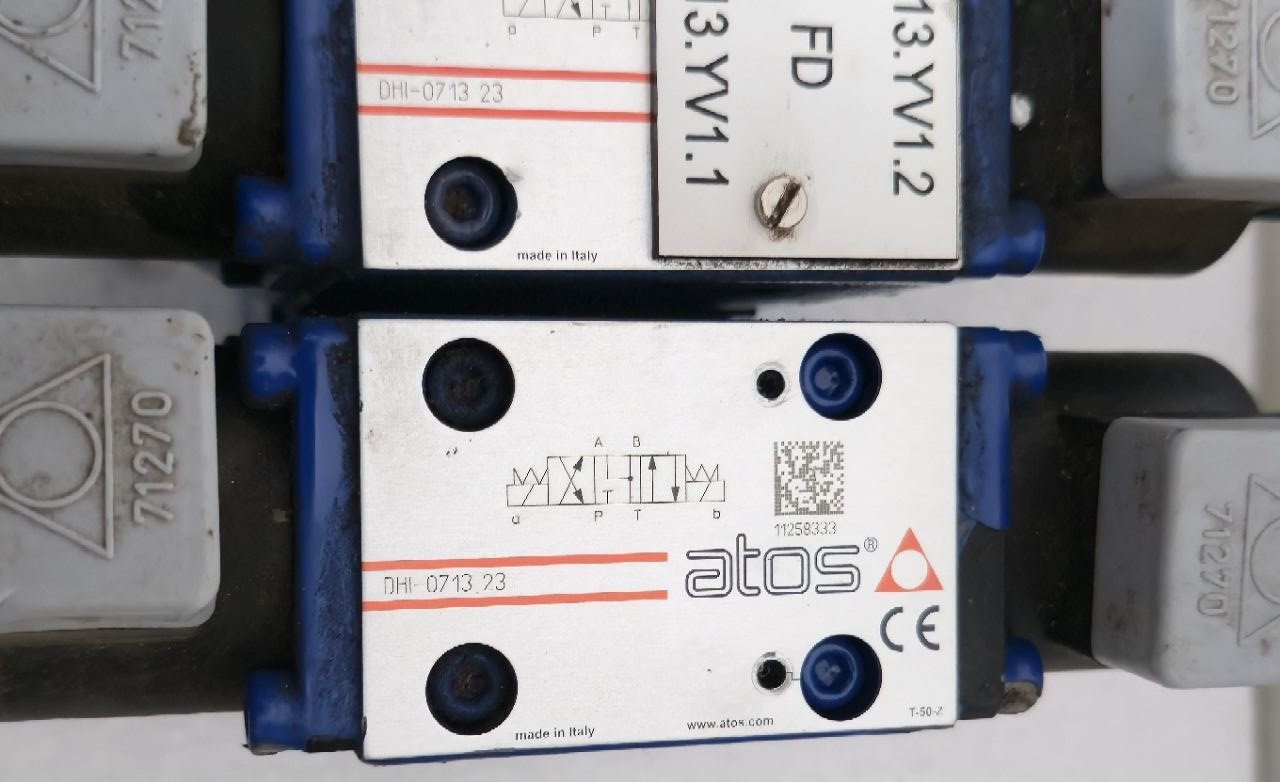 71270
a P T
DHI-0713 23
13.YV1.1
FD
13.YV1.2
71270
made in Italy
71270
A B
a P T b
11258333
DHI-0713 23
atos®
CE
71270
made in Italy
www.atos.com
T-50-Z